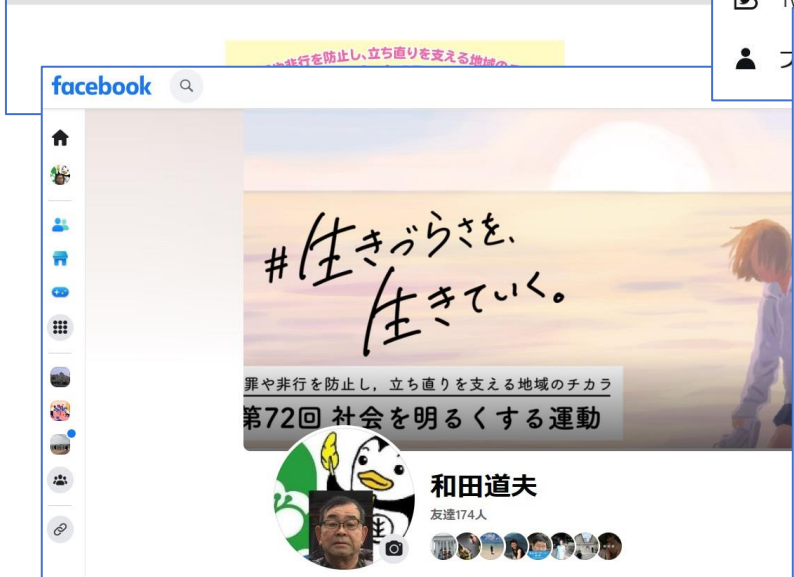 や非行を防止し、立ち直りを支える地域の
facebook
#生きづらさを、
生きていく。
罪や非行を防止し，立ち直りを支える地域のチカラ
第72回 社会を明るくする運動
和田道夫
友達174人